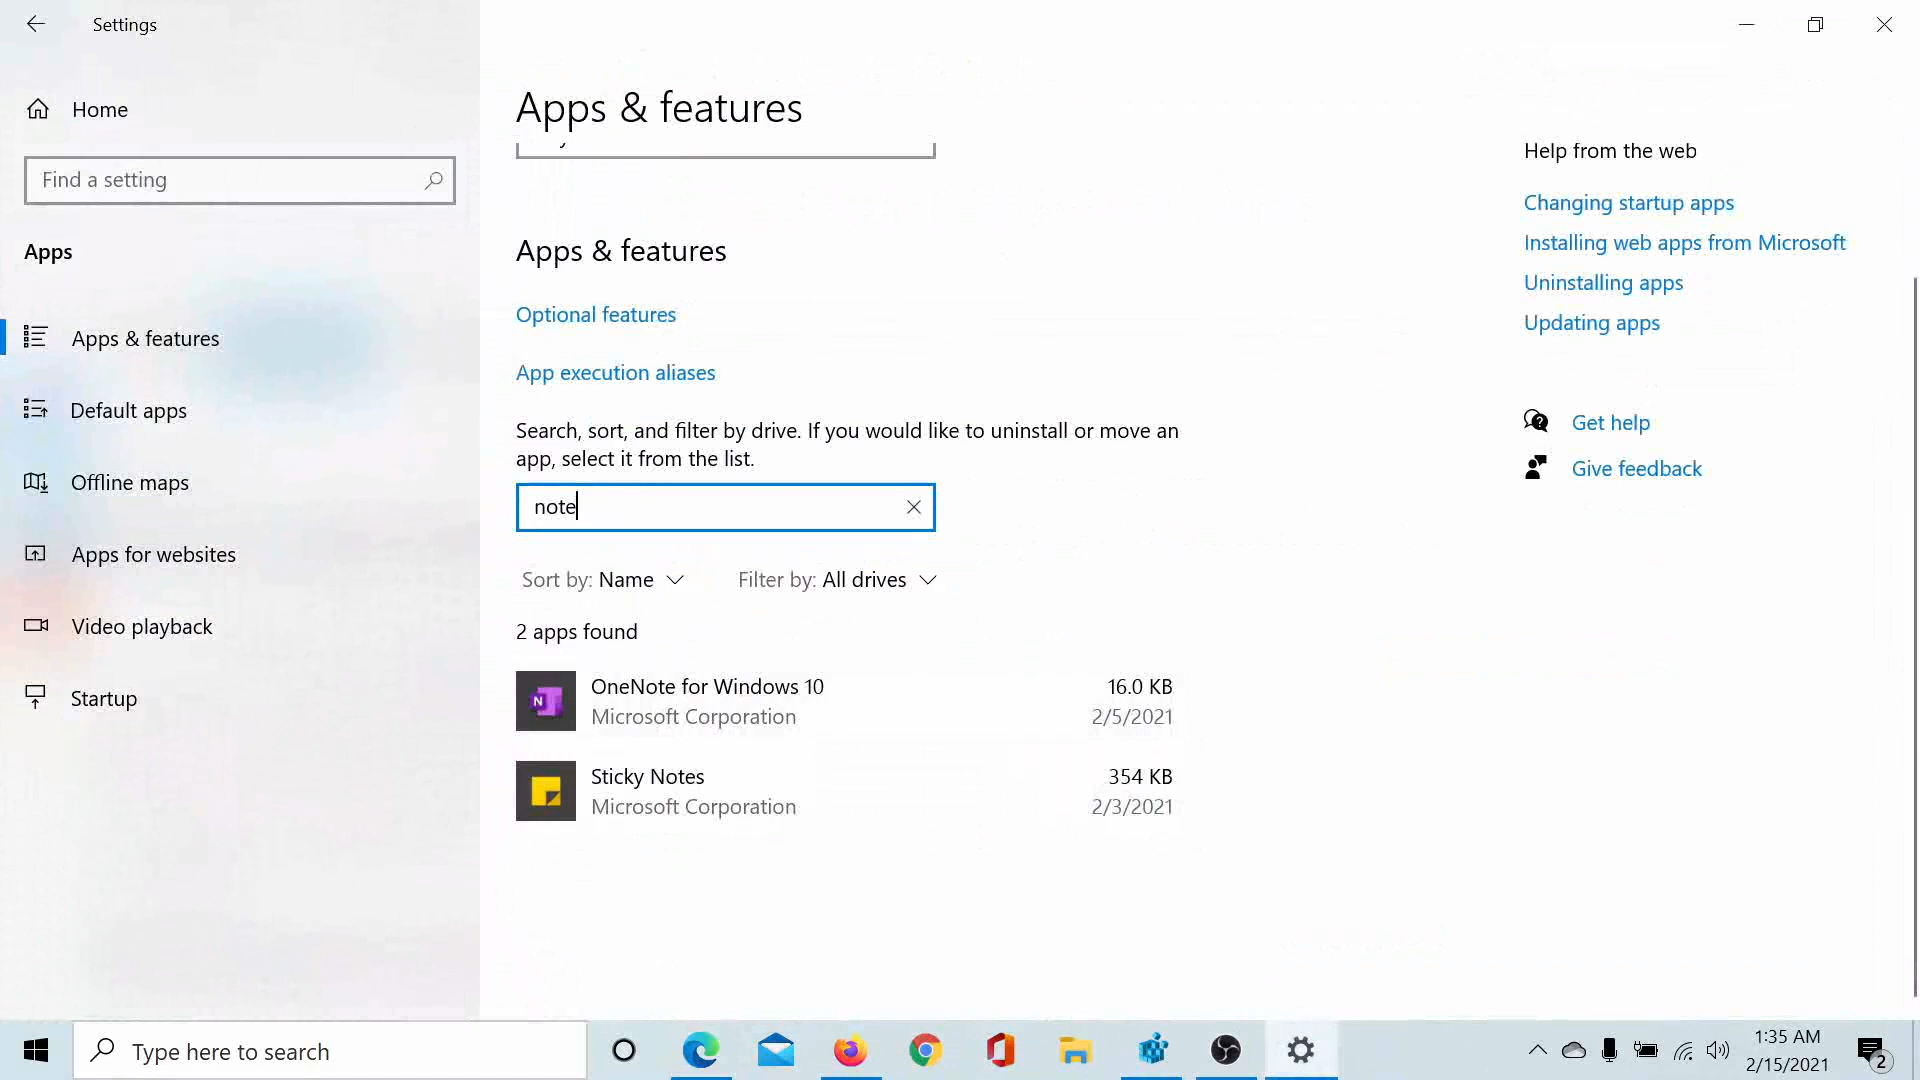 Settings
Home
Find a setting
Apps
Apps & features
Default apps
Offline maps
Apps for websites
Video playback
Startup
Apps & features
Apps & features
Optional features
App execution aliases
Search, sort, and filter by drive. If you would like to uninstall or move an
app, select it from the list.
note
Sort by: Name
Filter by: All drives
2 apps found
N
OneNote for Windows 10
16.0 KB
Microsoft Corporation
2/5/2021
Sticky Notes
354 KB
Microsoft Corporation
2/3/2021
Help from the web
Changing startup apps
Installing web apps from Microsoft
Uninstalling apps
Updating apps
Get help
Give feedback
Type here to search
1:35 AM
2/15/2021
2